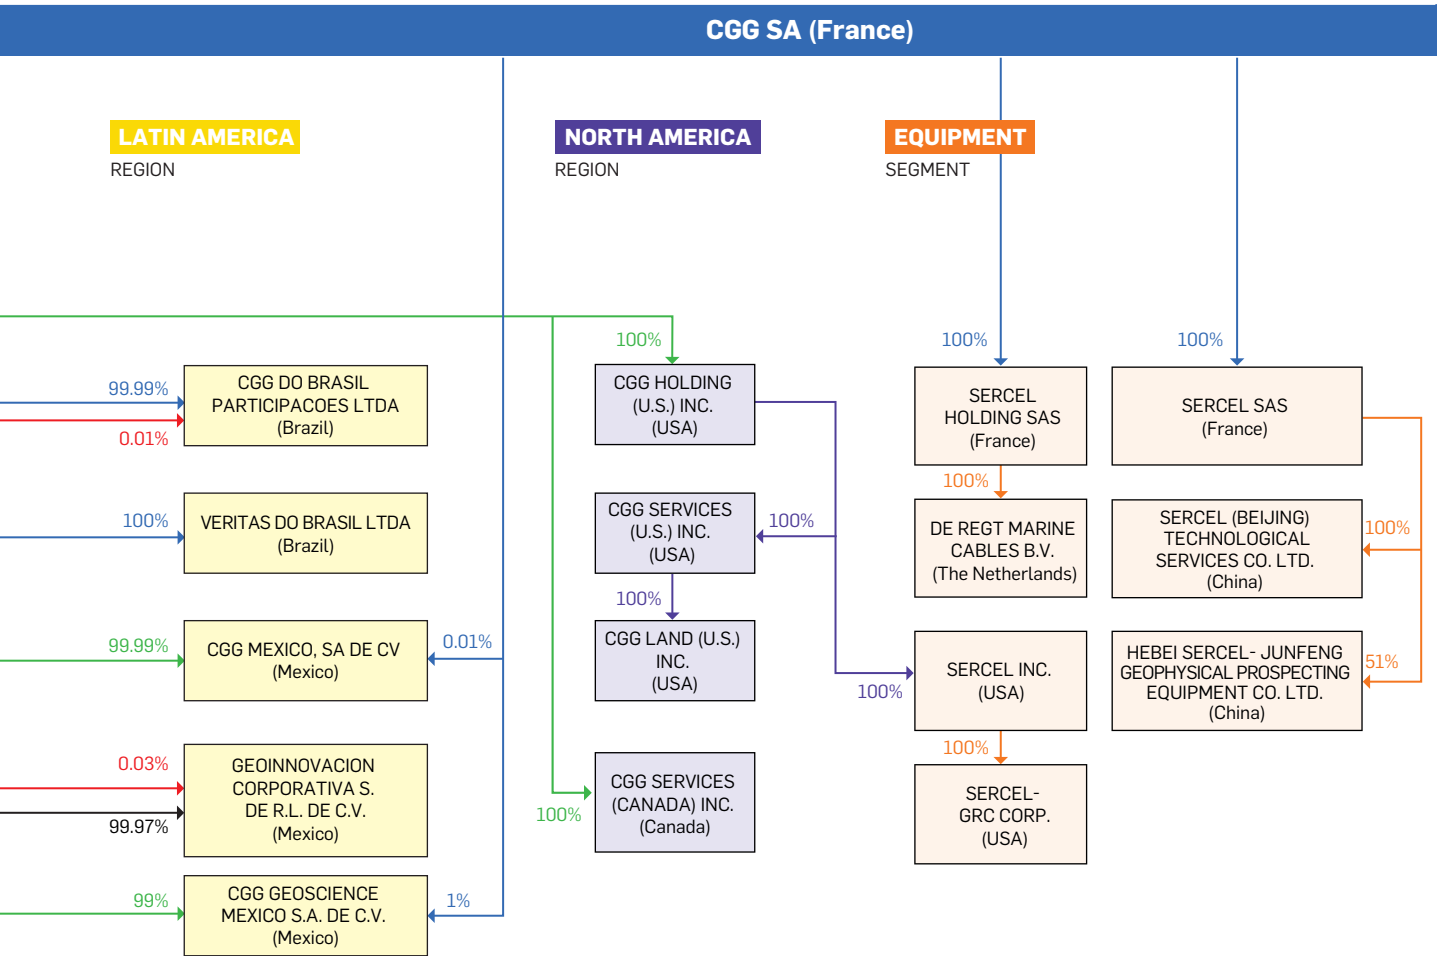 CGG SA (France)
LATIN AMERICA
REGION
NORTH AMERICA
REGION
EQUIPMENT
SEGMENT
99.99%
0.01%
CGG DO BRASIL
PARTICIPACOES LTDA
(Brazil)
100%
VERITAS DO BRASIL LTDA
(Brazil)
99.99%
CGG MEXICO, SA DE CV
(Mexico)
0.01%
0.03%
99.97%
GEOINNOVACION
CORPORATIVA S.
DE R.L. DE C.V.
(Mexico)
99%
CGG GEOSCIENCE
MEXICO S.A. DE C.V.
(Mexico)
1%
100%
CGG HOLDING
(U.S.) INC.
(USA)
CGG SERVICES
(U.S.) INC.
(USA)
100%
100%
CGG LAND (U.S.)
INC.
(USA)
100%
CGG SERVICES
(CANADA) INC.
(Canada)
100%
SERCEL
HOLDING SAS
(France)
100%
DE REGT MARINE
CABLES B.V.
(The Netherlands)
100%
SERCEL INC.
(USA)
100%
SERCEL-
GRC CORP.
(USA)
100%
SERCEL SAS
(France)
SERCEL (BEIJING)
TECHNOLOGICAL
SERVICES CO. LTD.
(China)
100%
HEBEI SERCEL- JUNFENG
GEOPHYSICAL PROSPECTING
EQUIPMENT CO. LTD.
(China)
51%